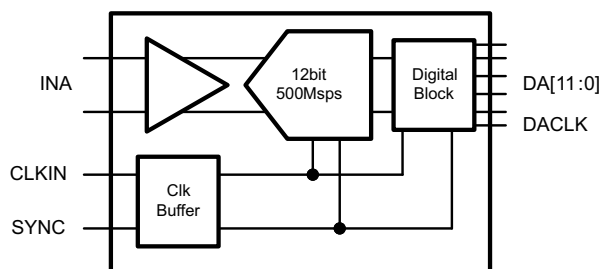 INA
12bit
500Msps
Digital
Block
DA[11:0]
DACLK
CLKIN
Clk
Buffer
SYNC